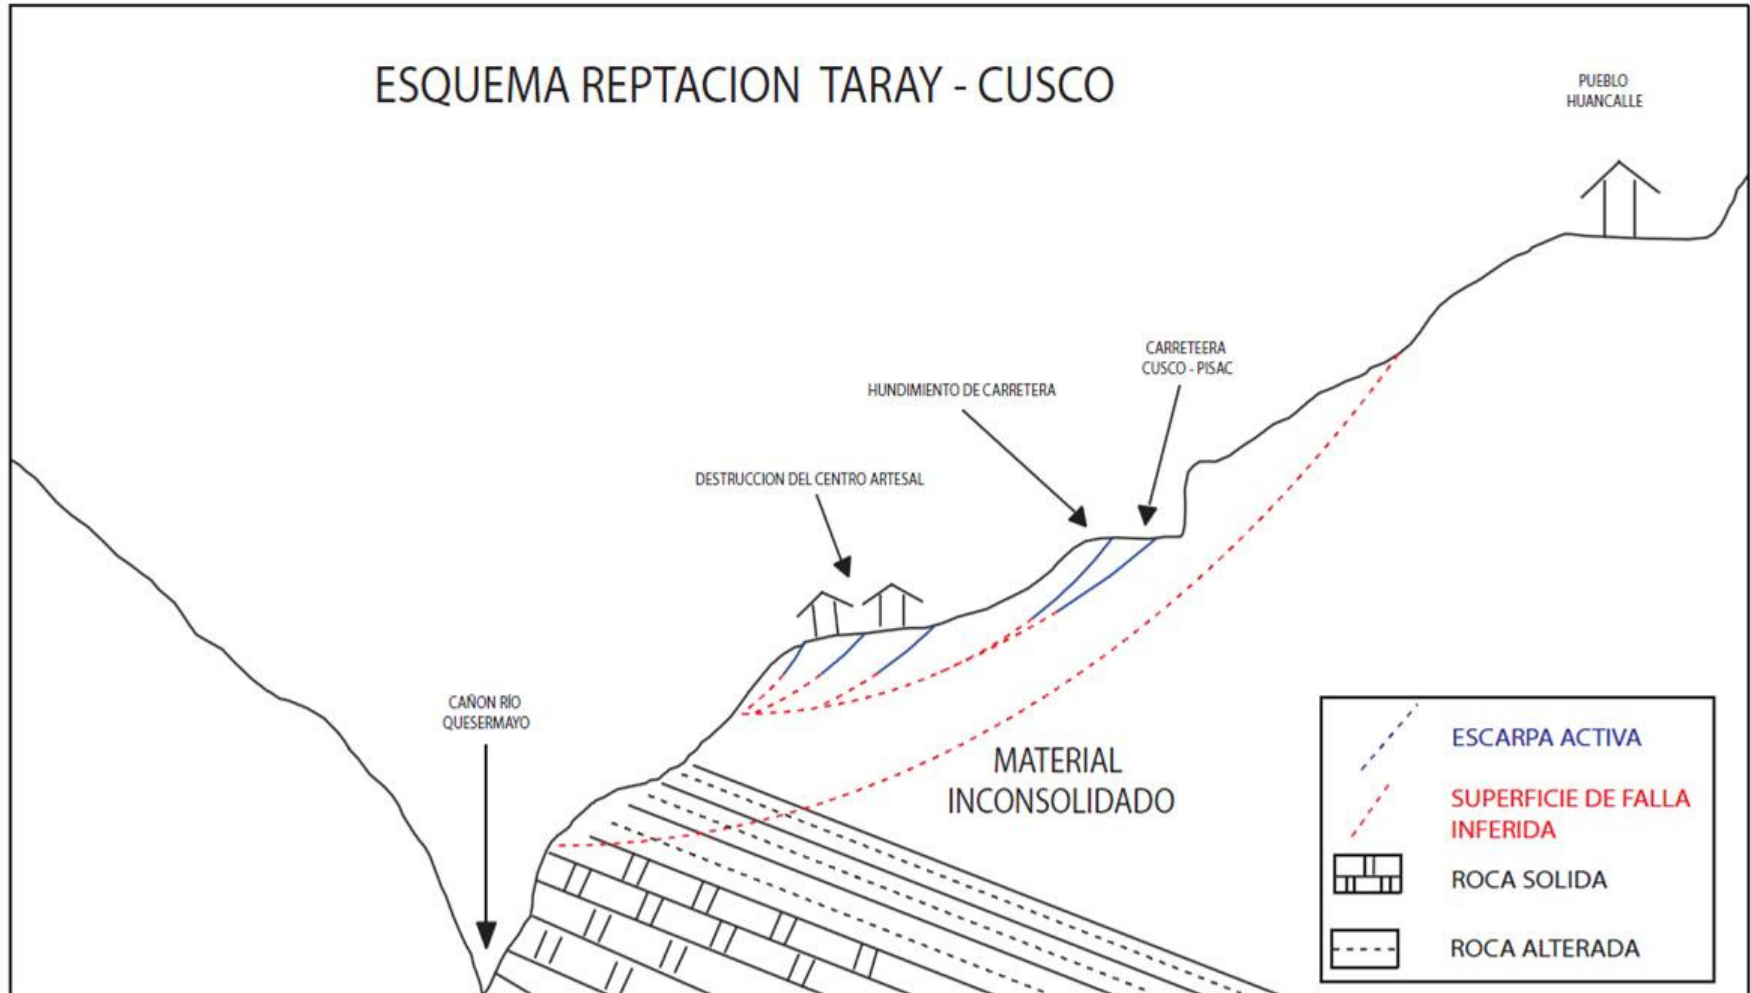 ESQUEMA REPTACION TARAY - CUSCO
PUEBLO
HUANCALLE
CARRETEERA
CUSCO - PISAC
HUNDIMIENTO DE CARRETERA
DESTRUCCION DEL CENTRO ARTESAL
CAÑON RÍO
QUESERMAYO
MATERIAL
INCONSOLIDADO
ESCARPA ACTIVA
SUPERFICIE DE FALLA
INFERIDA
ROCA SOLIDA
ROCA ALTERADA